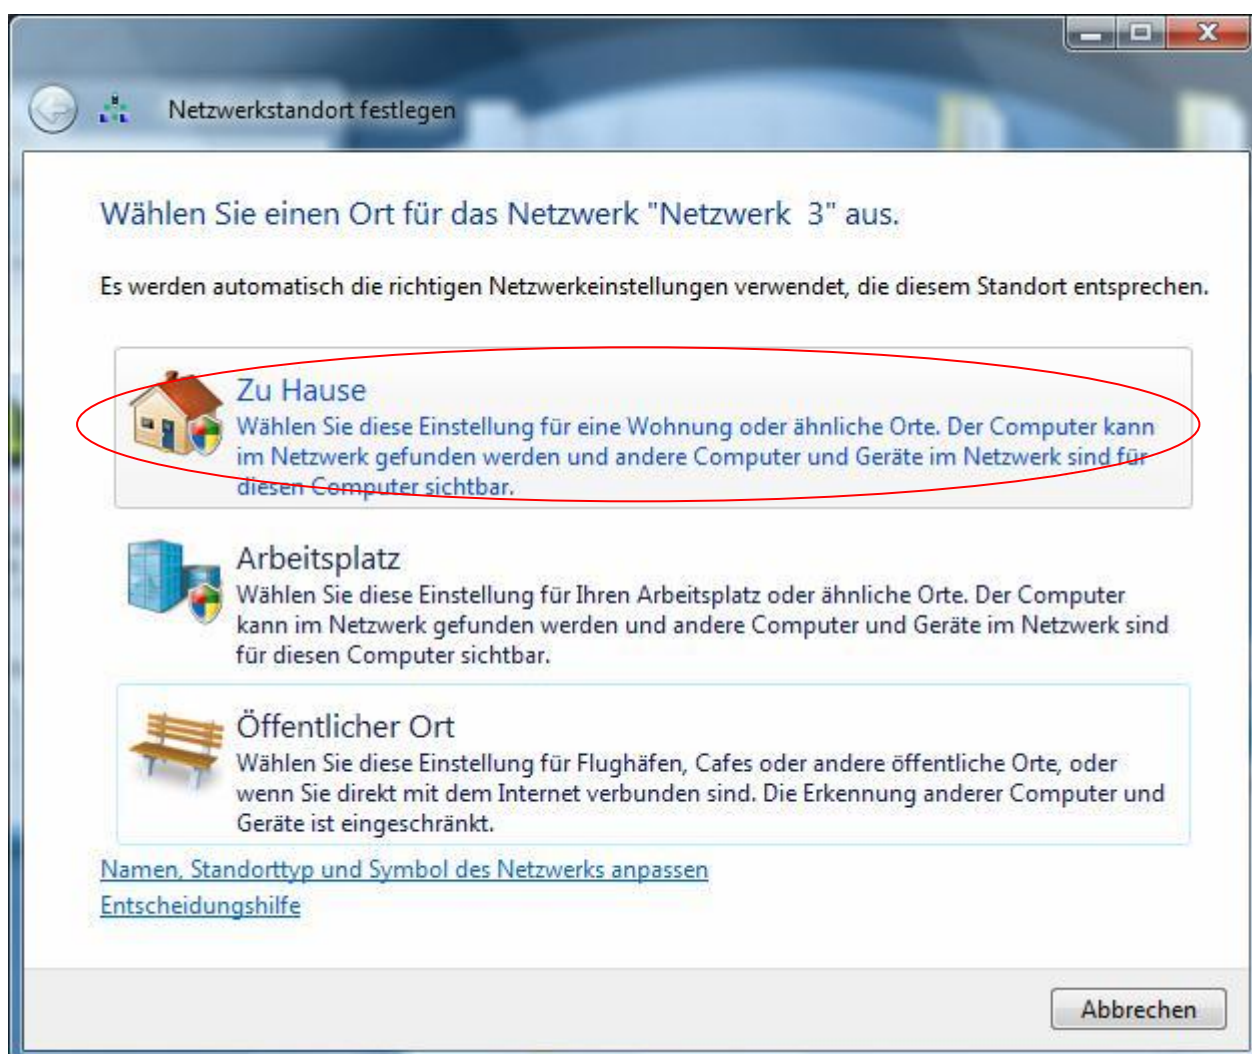 Netzwerkstandort festlegen
Wählen Sie einen Ort für das Netzwerk "Netzwerk  3" aus.
Es werden automatisch die richtigen Netzwerkeinstellungen verwendet, die diesem Standort entsprechen.
Zu Hause
Wählen Sie diese Einstellung für eine Wohnung oder ähnliche Orte. Der Computer kann
im Netzwerk gefunden werden und andere Computer und Geräte im Netzwerk sind für
diesen Computer sichtbar.
Arbeitsplatz
Wählen Sie diese Einstellung für Ihren Arbeitsplatz oder ähnliche Orte. Der Computer
kann im Netzwerk gefunden werden und andere Computer und Geräte im Netzwerk sind
für diesen Computer sichtbar.
Öffentlicher Ort
Wählen Sie diese Einstellung für Flughäfen, Cafes oder andere öffentliche Orte, oder
wenn Sie direkt mit dem Internet verbunden sind. Die Erkennung anderer Computer und
Geräte ist eingeschränkt.
Namen, Standorttyp und Symbol des Netzwerks anpassen
Entscheidungshilfe
Abbrechen